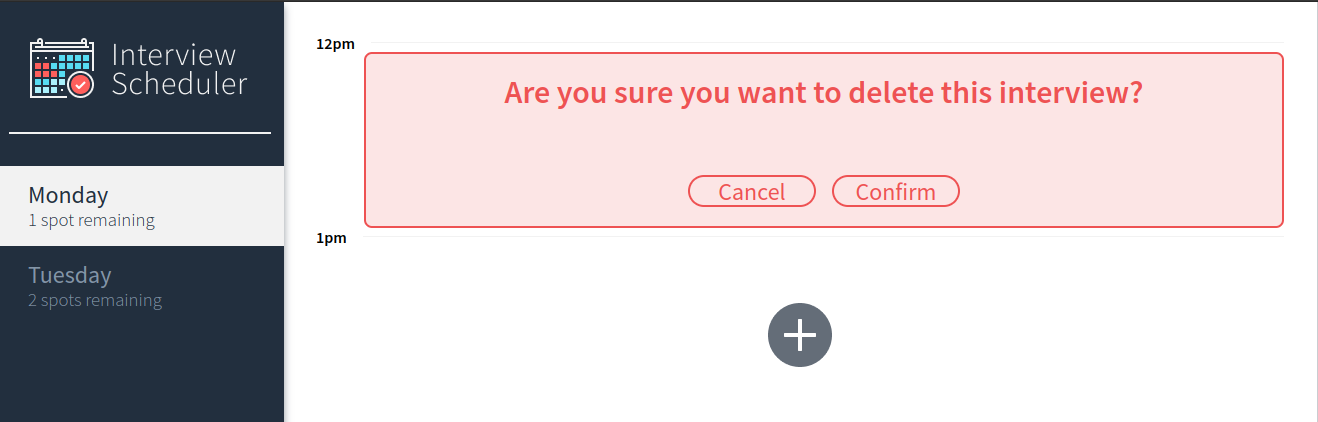 Interview
Scheduler
Monday
1 spot remaining
Tuesday
2 spots remaining
12pm
Are you sure you want to delete this interview?
Cancel Confirm
1pm